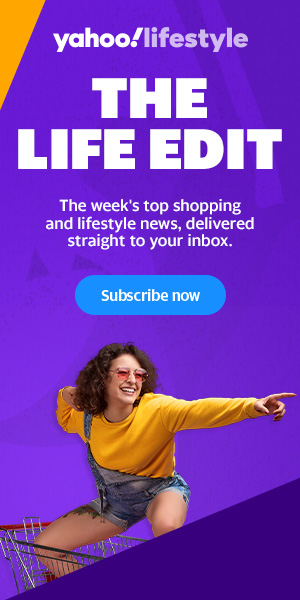 yahoo!lifestyle
THE
LIFE EDIT
The week's top shopping
and lifestyle news, delivered
straight to your inbox.
Subscribe now